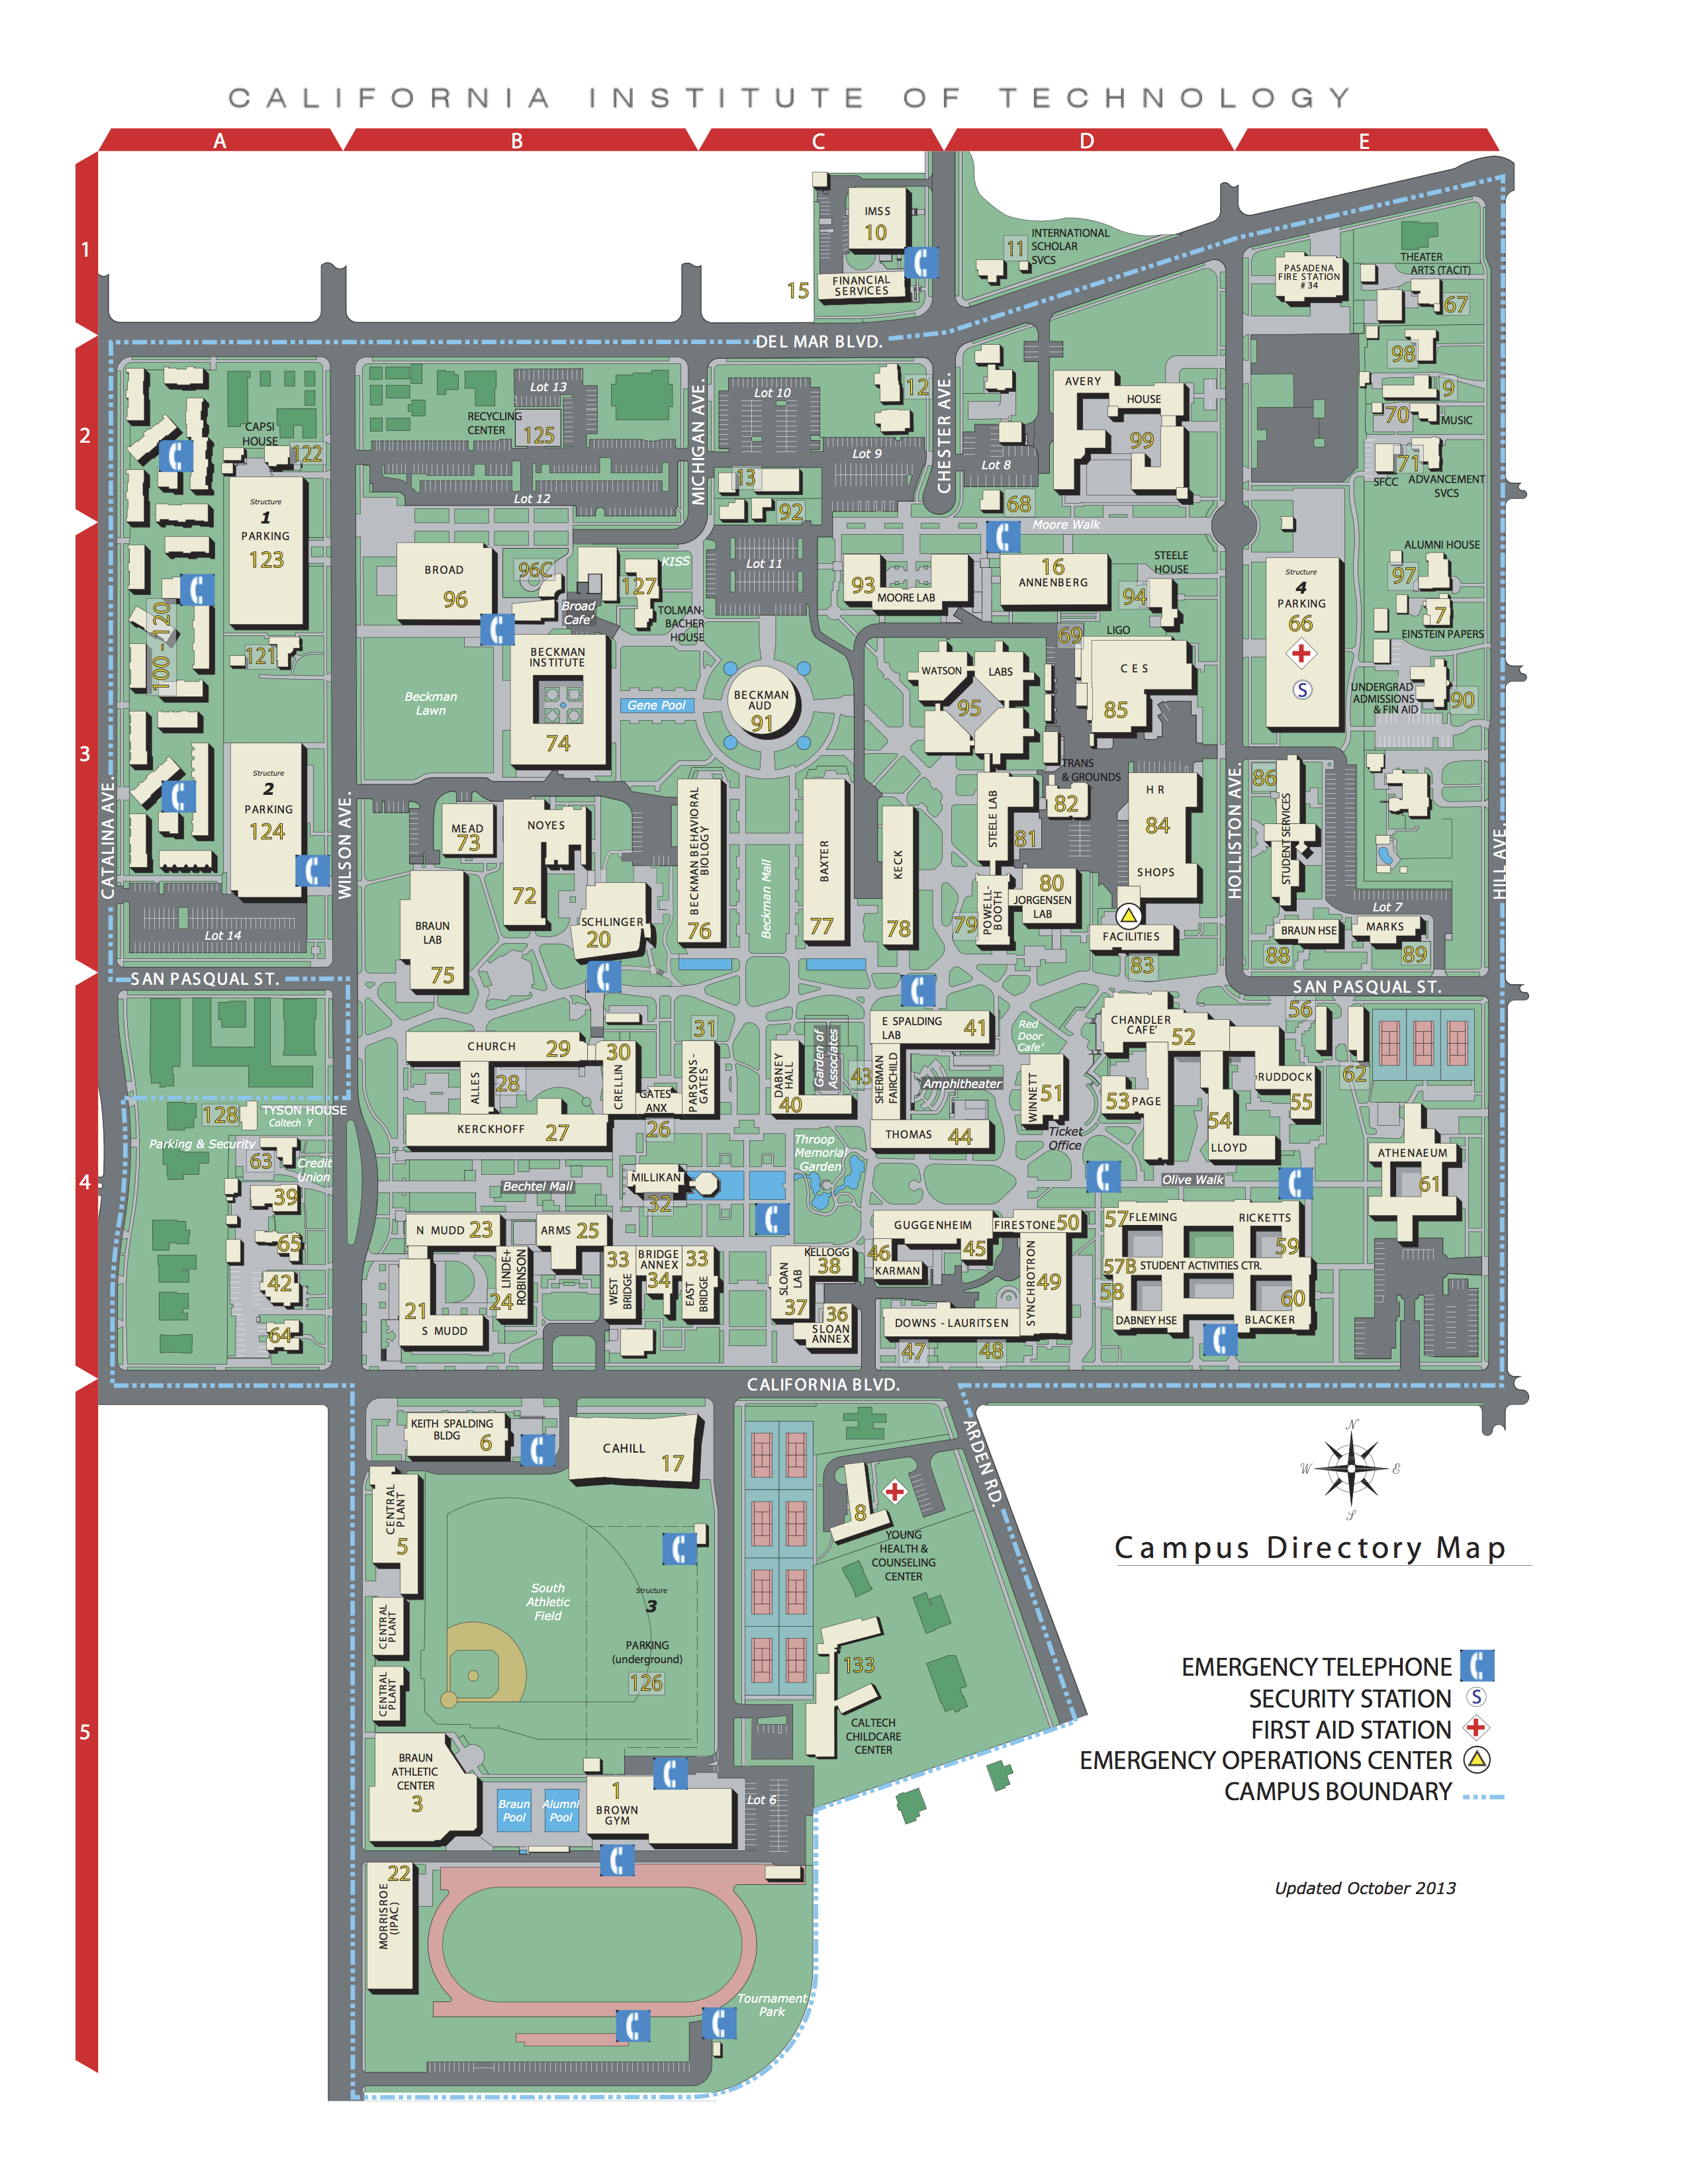 CALIFORNIA INSTITUTE OF TECHNOLOGY
A
B
C
D
E
1
IMSS
10
11
INTERNATIONAL
SCHOLAR
SVCS
15
FINANCIAL
SERVICES
PASADENA
FIRE STATION
# 34
THEATER
ARTS (TACIT)
67
DEL MAR BLVD.
2
98
9
70
MUSIC
71
SFCC
ADVANCEMENT
SVCS
CAPSI
HOUSE
122
Lot 13
RECYCLING
CENTER
125
Lot 12
MICHIGAN AVE.
Lot 10
12
Lot 9
13
92
CHESTER AVE.
Lot 8
68
AVERY
HOUSE
99
Moore Walk
Structure
1
PARKING
123
100 - 120
121
3
BROAD
96
96C
Broad
Cafe'
127
KISS
TOLMAN-
BACHER
HOUSE
Lot 11
93
MOORE LAB
16
ANNENBERG
STEELE
HOUSE
94
Structure
4
PARKING
66
S
ALUMNI HOUSE
97
7
EINSTEIN PAPERS
UNDERGRAD
ADMISSIONS
& FIN AID
90
BECKMAN
INSTITUTE
74
Beckman
Lawn
Gene Pool
BECKMAN
AUD
91
WATSON
LABS
95
69
LIGO
CES
85
TRANS
& GROUNDS
82
HR
84
SHOPS
Structure
2
PARKING
124
CATALINA AVE.
WILSON AVE.
Lot 14
MEAD
73
NOYES
72
BRAUN
LAB
75
SCHLINGER
20
BECKMAN BEHAVIORAL
BIOLOGY
76
Beckman Mall
BAXTER
77
KECK
78
STEELE LAB
81
POWELL-
BOOTH
79
80
JORGENSEN
LAB
FACILITIES
83
HOLLISTON AVE.
86
STUDENT SERVICES
Lot 7
BRAUN HSE
88
MARKS
89
HILL AVE.
SAN PASQUAL ST.
SAN PASQUAL ST.
4
128
TYSON HOUSE
Caltech Y
Parking & Security
63
Credit
Union
39
65
42
64
CHURCH
29
ALLES
28
30
CRELLIN
GATES
ANX
26
31
PARSONS-
GATES
KERCKHOFF
27
DABNEY
HALL
40
Garden of
Associates
43
SHERMAN
FAIRCHILD
E SPALDING
LAB
41
Amphitheater
THOMAS
44
Red
Door
Cafe'
WINNETT
51
Ticket
Office
CHANDLER
CAFE'
52
53
PAGE
54
LLOYD
RUDDOCK
55
56
62
ATHENAEUM
61
Olive Walk
Throop
Memorial
Garden
MILLIKAN
32
Bechtel Mall
N MUDD
23
ARMS
25
LINDE+
ROBINSON
24
21
S MUDD
33
WEST
BRIDGE
BRIDGE
ANNEX
34
33
EAST
BRIDGE
SLOAN
LAB
37
KELLOGG
38
36
SLOAN
ANNEX
GUGGENHEIM
46
KARMAN
45
FIRESTONE
50
SYNCHROTRON
49
DOWNS - LAURITSEN
47
48
57
FLEMING
RICKETTS
59
57B
STUDENT ACTIVITIES CTR.
58
DABNEY HSE
60
BLACKER
CALIFORNIA BLVD.
5
KEITH SPALDING
BLDG
6
CAHILL
17
CENTRAL
PLANT
5
CENTRAL
PLANT
CENTRAL
PLANT
South
Athletic
Field
Structure
3
PARKING
(underground)
126
8
YOUNG
HEALTH &
COUNSELING
CENTER
ARDEN RD.
133
CALTECH
CHILDCARE
CENTER
BRAUN
ATHLETIC
CENTER
3
Braun
Pool
Alumni
Pool
1
BROWN
GYM
Lot 6
22
MORRISROE
(IPAC)
Tournament
Park
N
W
E
S
Campus Directory Map
EMERGENCY TELEPHONE
SECURITY STATION S
FIRST AID STATION
EMERGENCY OPERATIONS CENTER
CAMPUS BOUNDARY
Updated October 2013